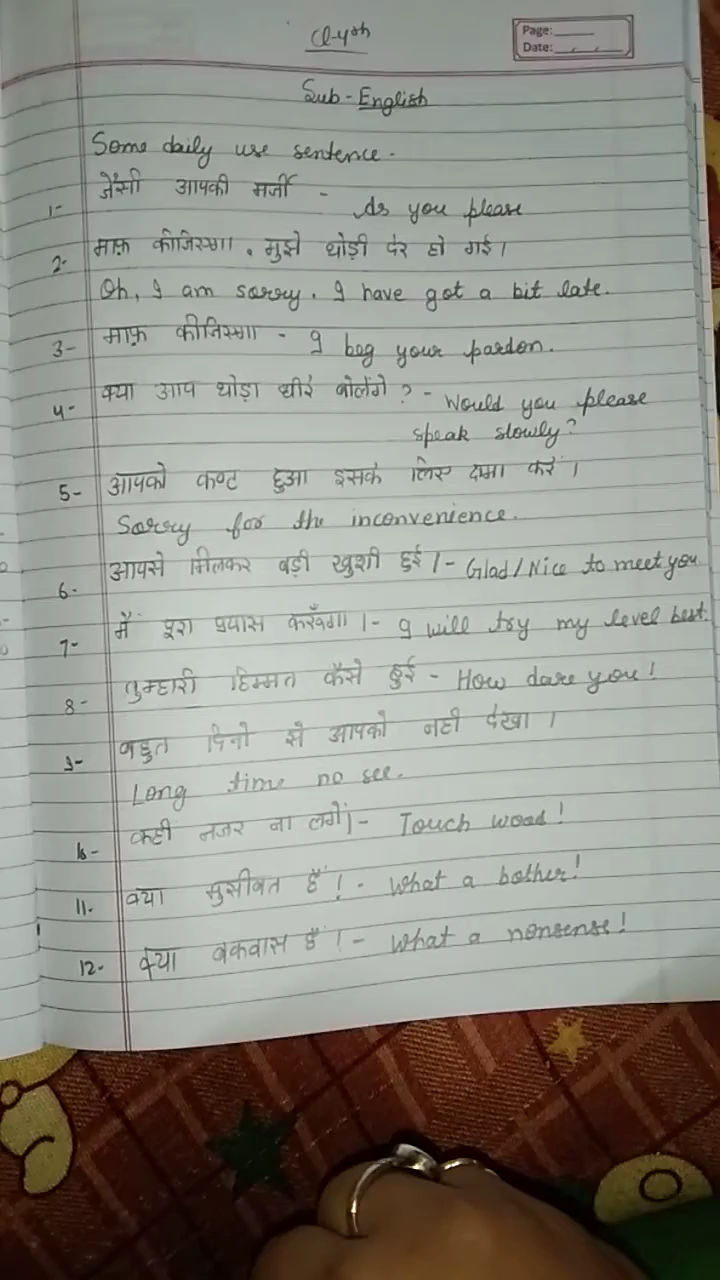 Cl-4th
Page:
Date:
Sub-English
Some daily use sentence.
1- जैसी आपकी मर्जी - As you please
2- माफ़ कीजिएगा, मुझे थोड़ी देर हो गई।
Oh, I am sorry. I have got a bit late.
3- माफ़ कीजिएगा - I beg your pardon.
4- क्या आप थोड़ा धीरे बोलेंगे ? - Would you please
speak slowly?
5- आपको कष्ट हुआ इसके लिए क्षमा करें ।
Sorry for the inconvenience.
6- आपसे मिलकर बड़ी खुशी हुई ।- Glad/Nice to meet you
7- मैं पूरा प्रयास करूँगा ।- I will try my level best.
8- तुम्हारी हिम्मत कैसे हुई - How dare you!
9- बहुत दिनो से आपको नही देखा ।
Long time no see.
10- कही नजर ना लगे।- Touch wood!
11. क्या मुसीबत हैं ! - What a bother!
12- क्या बकवास हैं ।- What a nonsense!